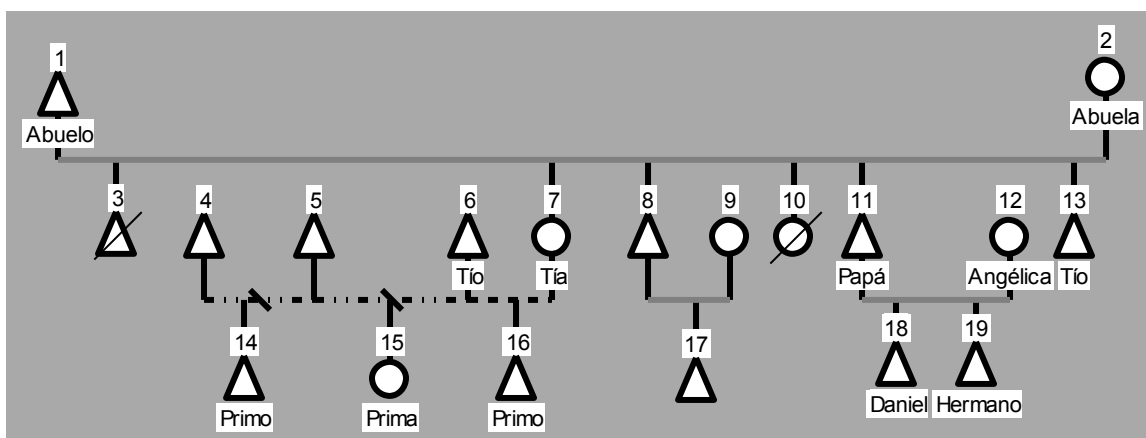 1
2
Abuelo
Abuela
3
4
5
6
7
8
9
10
11
12
13
Tío
Tía
Papá
Angélica
Tío
14
15
16
17
18
19
Primo
Prima
Primo
Daniel
Hermano